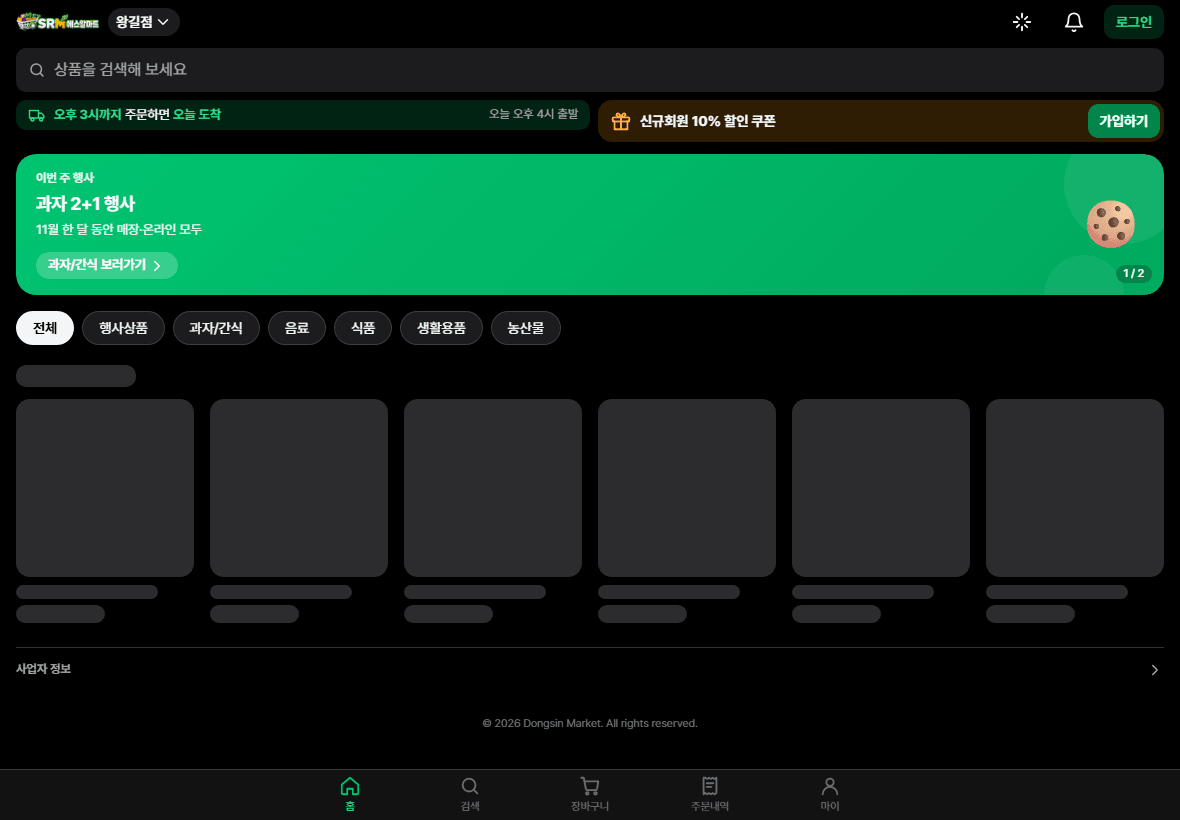 SRM에스알마트
왕길점
로그인
상품을 검색해 보세요
오후 3시까지 주문하면 오늘 도착
오늘 오후 4시 출발
신규회원 10% 할인 쿠폰
가입하기
이번 주 행사
과자 2+1 행사
11월 한 달 동안 매장·온라인 모두
과자/간식 보러가기
1 / 2
전체
행사상품
과자/간식
음료
식품
생활용품
농산물
사업자 정보
© 2026 Dongsin Market. All rights reserved.
홈
검색
장바구니
주문내역
마이